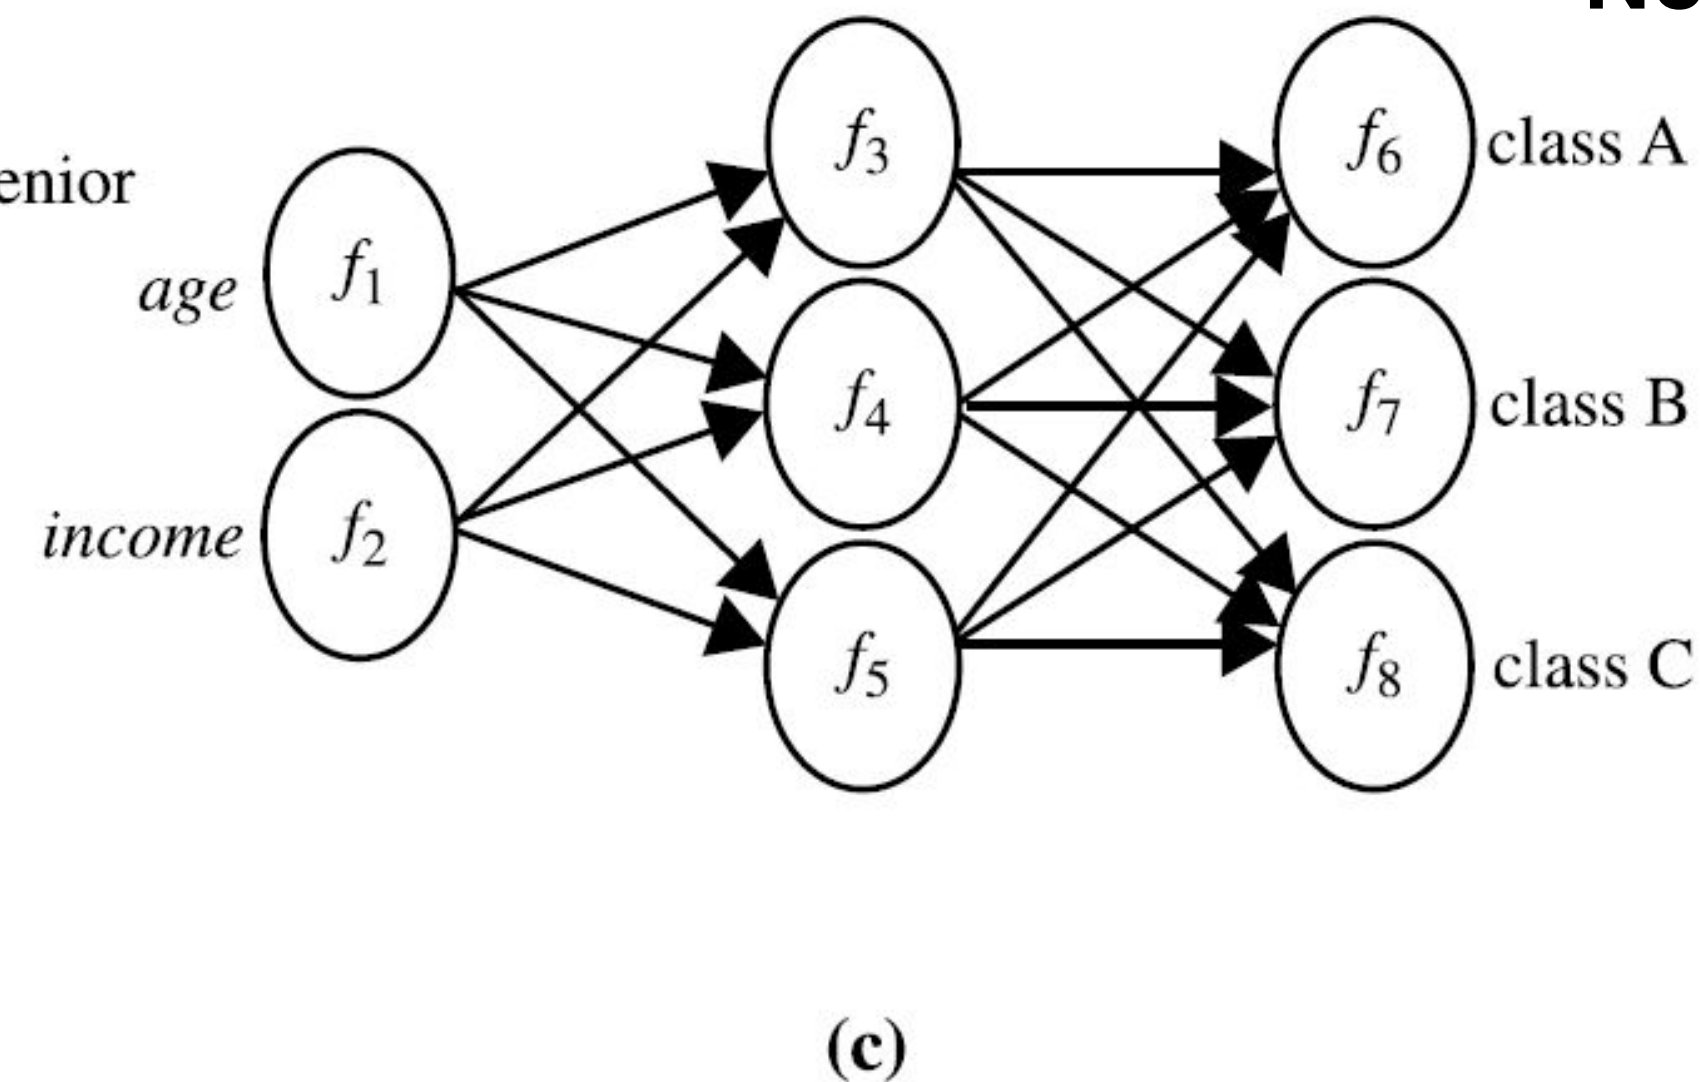 f3
f6 class A
enior
age f1
f4
f7 class B
income f2
f5
f8 class C
(c)